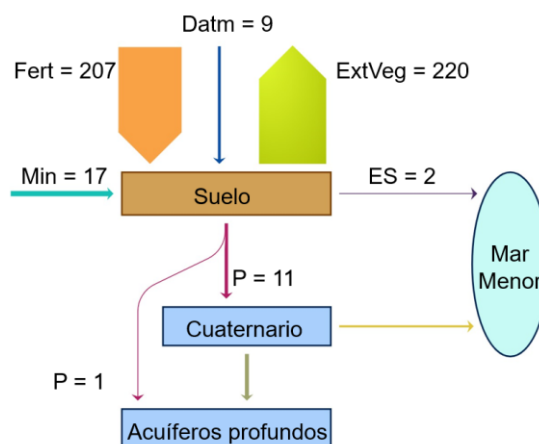 Datm = 9
Fert = 207
ExtVeg = 220
Min = 17
ES = 2
Suelo
Mar
Menor
P = 11
Cuaternario
P = 1
Acuíferos profundos